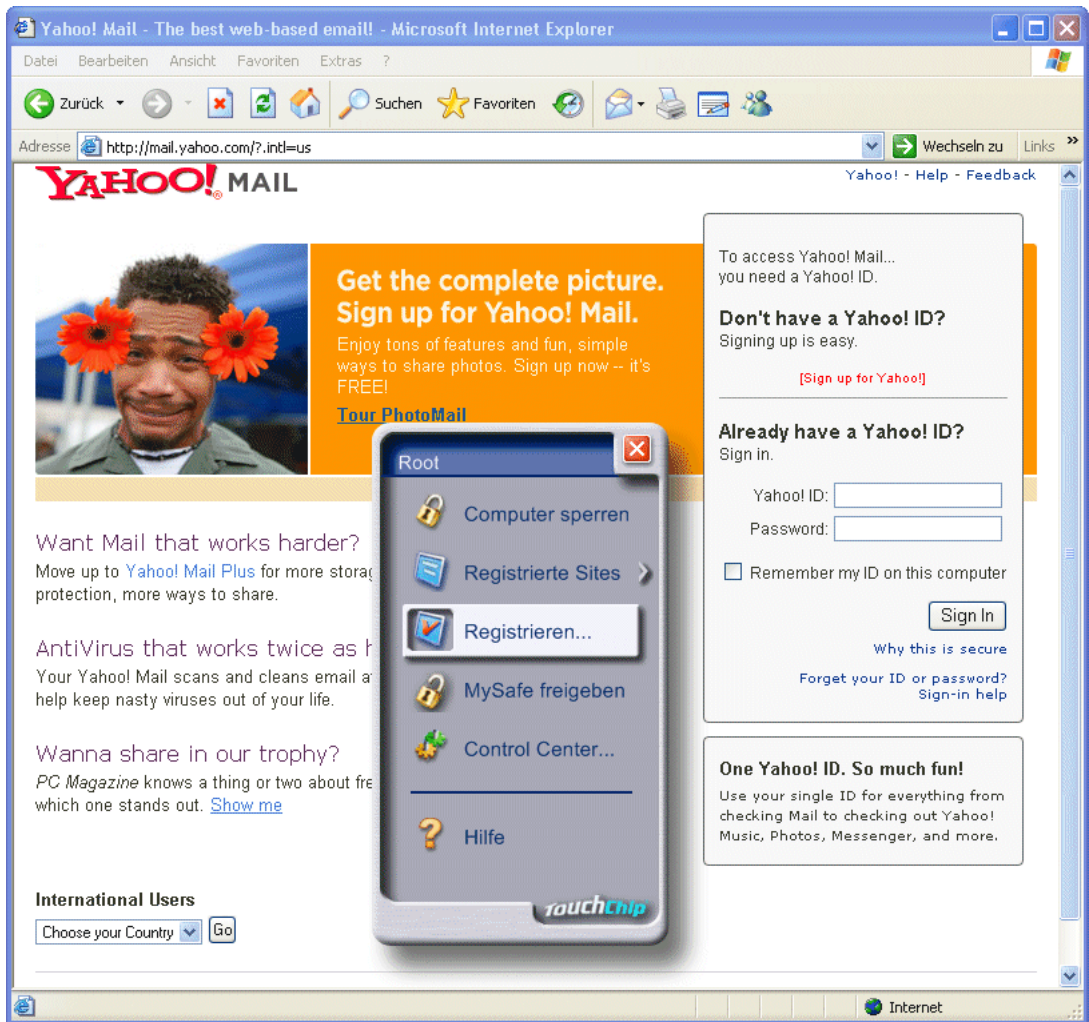 Yahoo! Mail - The best web-based email! - Microsoft Internet Explorer
Datei Bearbeiten Ansicht Favoriten Extras ?
Zurück Suchen Favoriten
Adresse http://mail.yahoo.com/?.intl=us Wechseln zu Links »
YAHOO!® MAIL
Yahoo! - Help - Feedback
Get the complete picture.
Sign up for Yahoo! Mail.
Enjoy tons of features and fun, simple
ways to share photos. Sign up now -- it's
FREE!
Tour PhotoMail
To access Yahoo! Mail...
you need a Yahoo! ID.
Don't have a Yahoo! ID?
Signing up is easy.
[Sign up for Yahoo!]
Already have a Yahoo! ID?
Sign in.
Yahoo! ID:
Password:
Remember my ID on this computer
Sign In
Why this is secure
Forget your ID or password?
Sign-in help
One Yahoo! ID. So much fun!
Use your single ID for everything from
checking Mail to checking out Yahoo!
Music, Photos, Messenger, and more.
Want Mail that works harder?
Move up to Yahoo! Mail Plus for more
protection, more ways to share.
AntiVirus that works twice as
Your Yahoo! Mail scans and cleans email
help keep nasty viruses out of your life.
Wanna share in our trophy?
PC Magazine knows a thing or two about
which one stands out. Show me
International Users
Choose your Country Go
Root
Computer sperren
Registrierte Sites
Registrieren...
MySafe freigeben
Control Center...
Hilfe
TouchChip
Internet